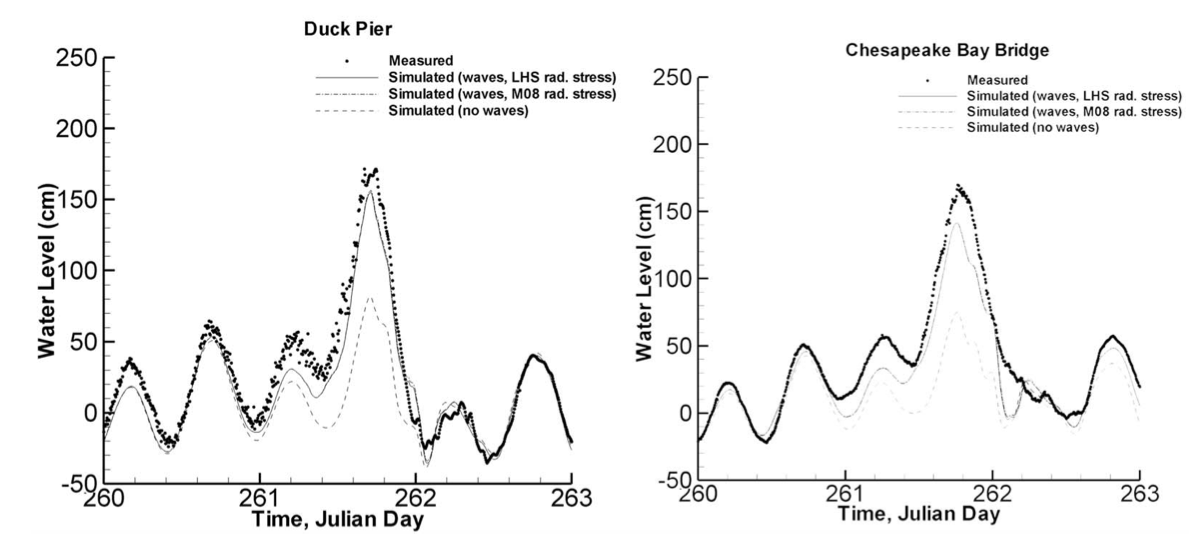 Duck Pier
Measured
Simulated (waves, LHS rad. stress)
Simulated (waves, M08 rad. stress)
Simulated (no waves)
250
200
150
100
50
0
-50
Water Level (cm)
260
261
262
263
Time, Julian Day
Chesapeake Bay Bridge
Measured
Simulated (waves, LHS rad. stress)
Simulated (waves, M08 rad. stress)
Simulated (no waves)
250
200
150
100
50
0
-50
Water Level (cm)
260
261
262
263
Time, Julian Day